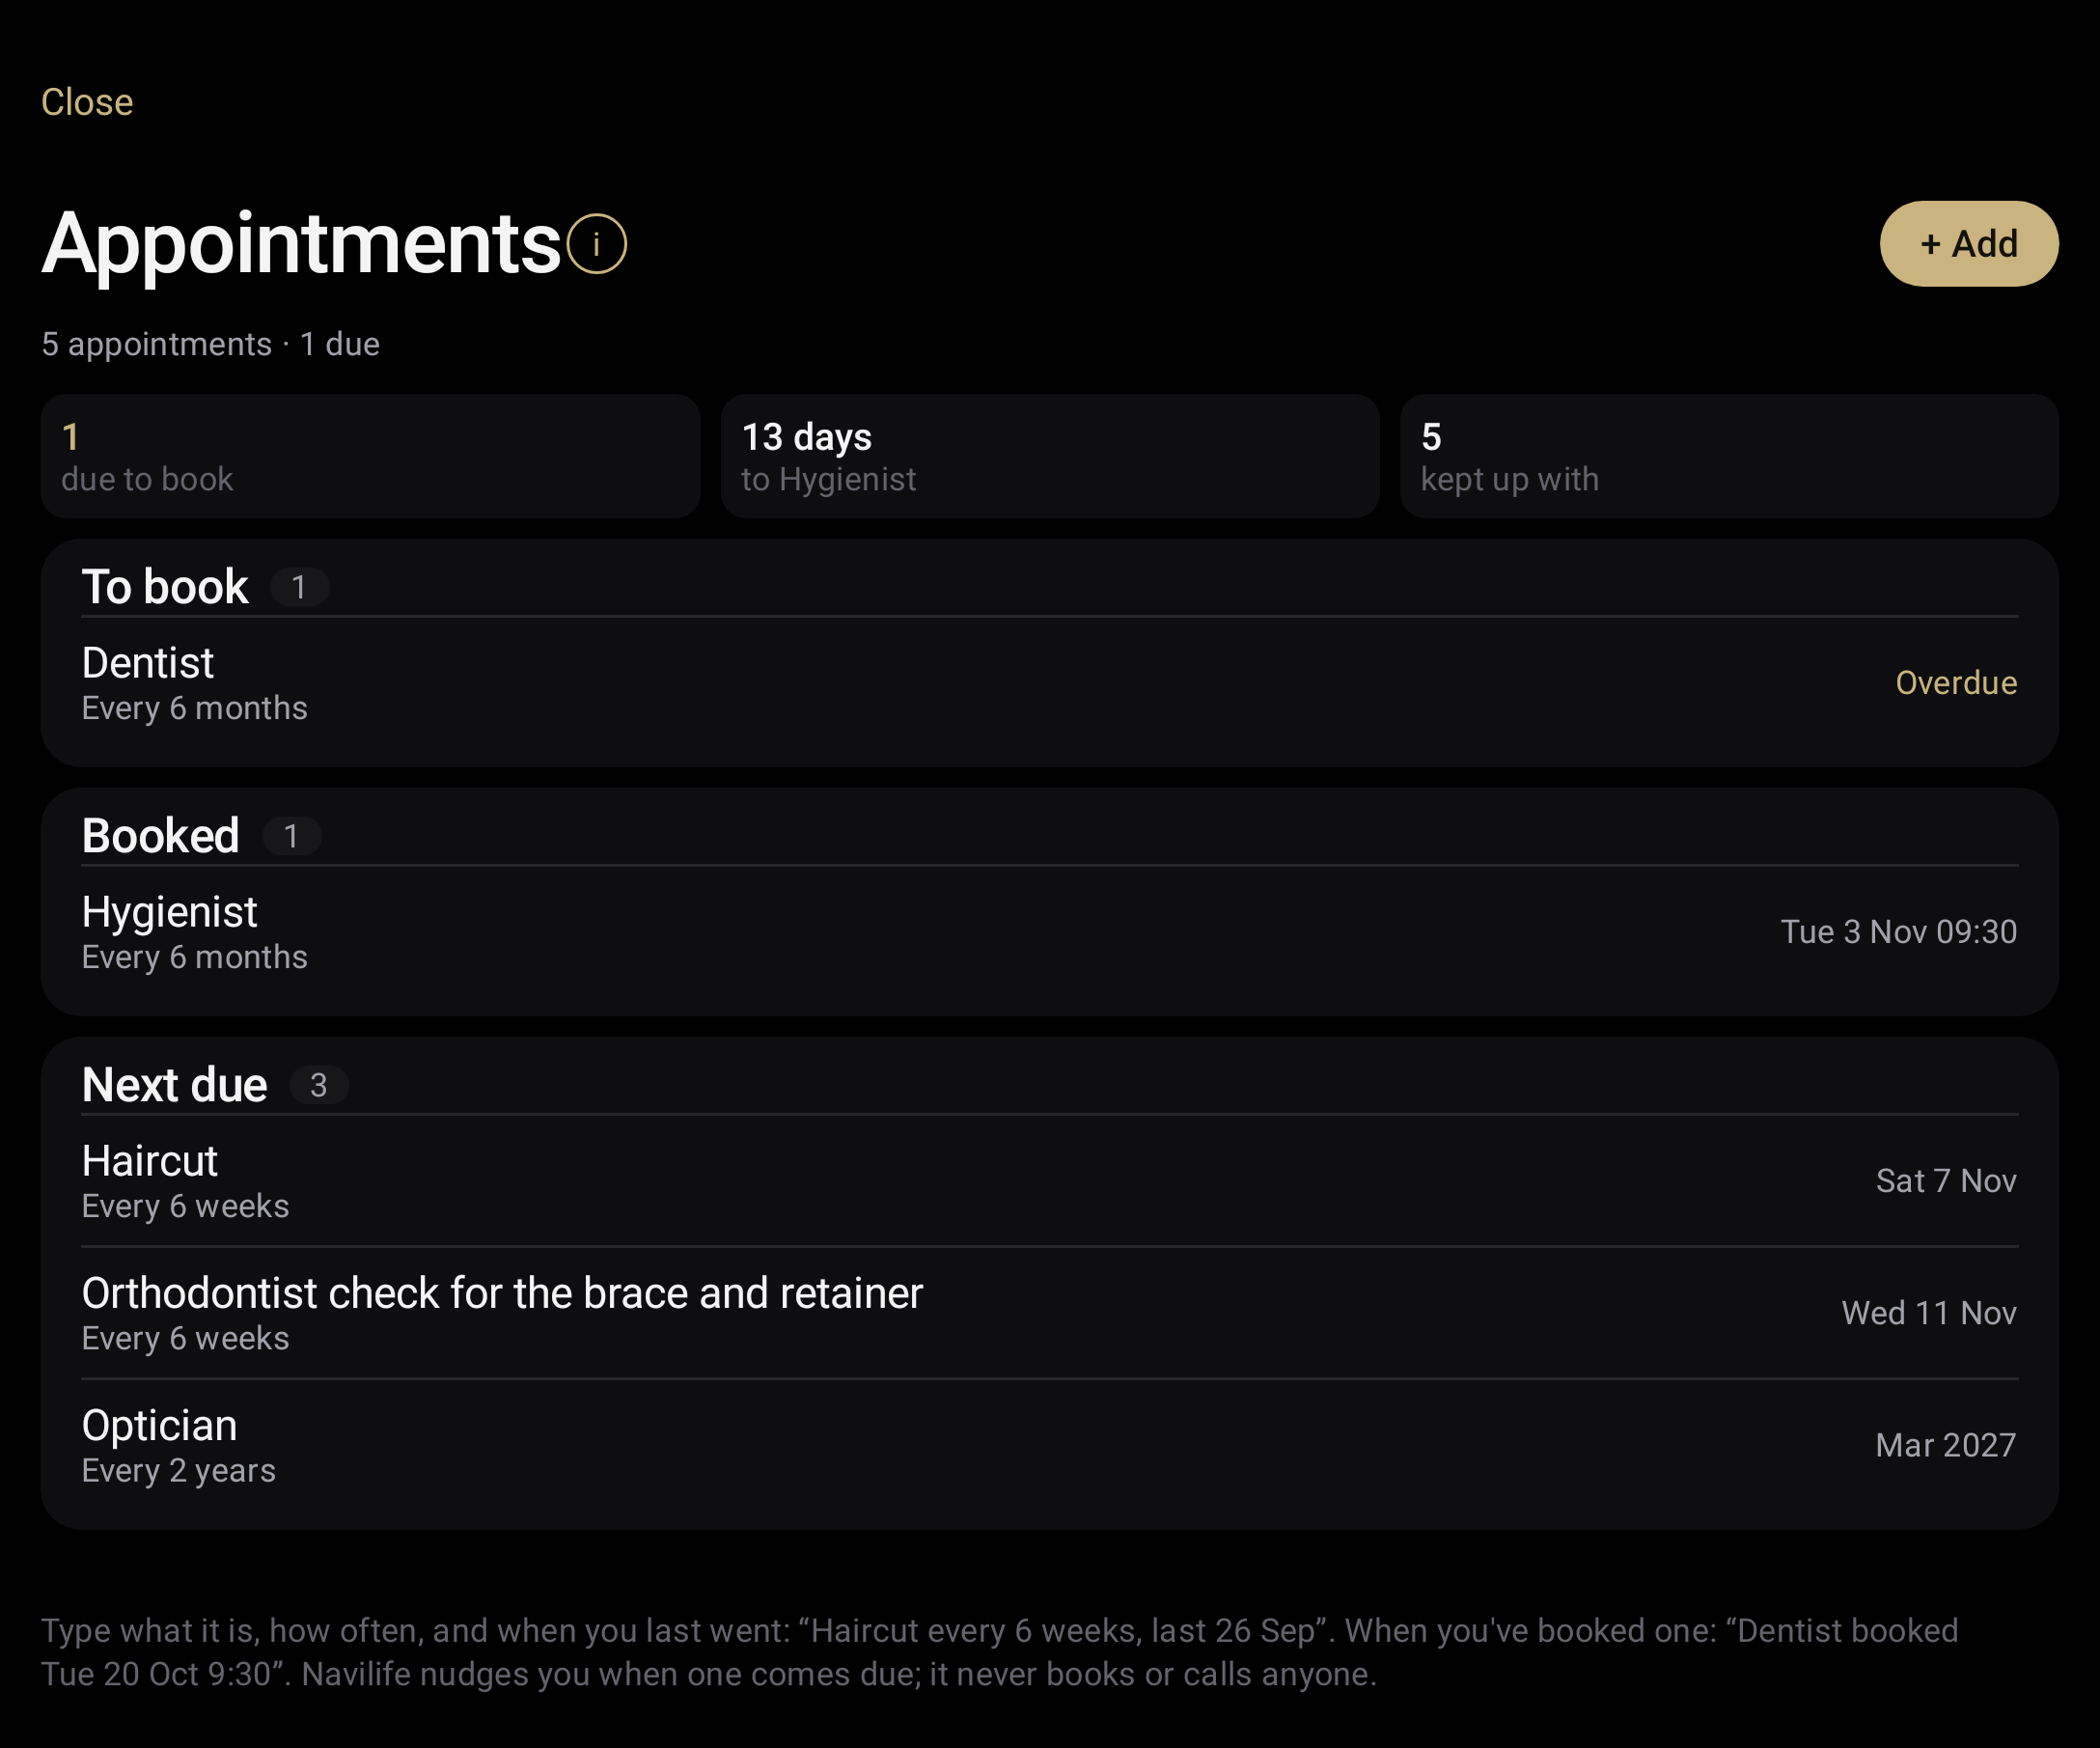 Close
Appointments i
+ Add
5 appointments · 1 due
1
due to book
13 days
to Hygienist
5
kept up with
To book 1
Dentist
Every 6 months
Overdue
Booked 1
Hygienist
Every 6 months
Tue 3 Nov 09:30
Next due 3
Haircut
Every 6 weeks
Sat 7 Nov
Orthodontist check for the brace and retainer
Every 6 weeks
Wed 11 Nov
Optician
Every 2 years
Mar 2027
Type what it is, how often, and when you last went: “Haircut every 6 weeks, last 26 Sep”. When you've booked one: “Dentist booked
Tue 20 Oct 9:30”. Navilife nudges you when one comes due; it never books or calls anyone.